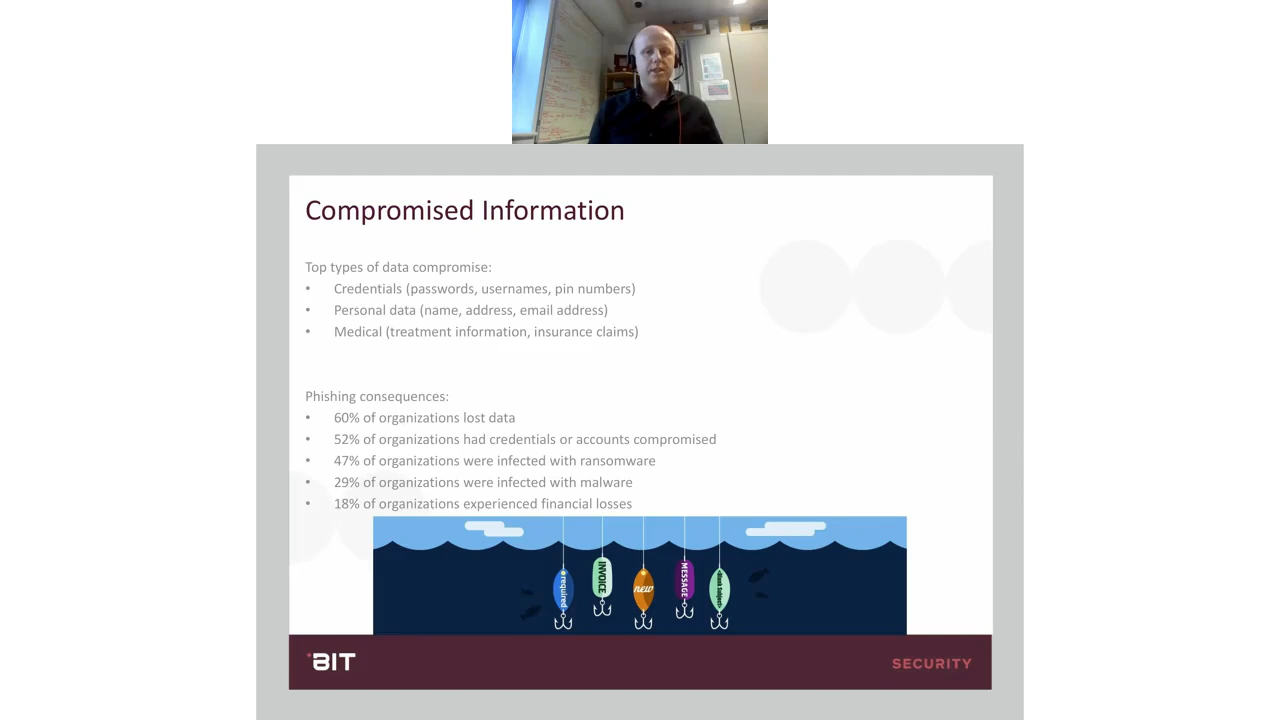 Compromised Information
Top types of data compromise:
• Credentials (passwords, usernames, pin numbers)
• Personal data (name, address, email address)
• Medical (treatment information, insurance claims)
Phishing consequences:
• 60% of organizations lost data
• 52% of organizations had credentials or accounts compromised
• 47% of organizations were infected with ransomware
• 29% of organizations were infected with malware
• 18% of organizations experienced financial losses
required
INVOICE
new
MESSAGE
BIT
SECURITY